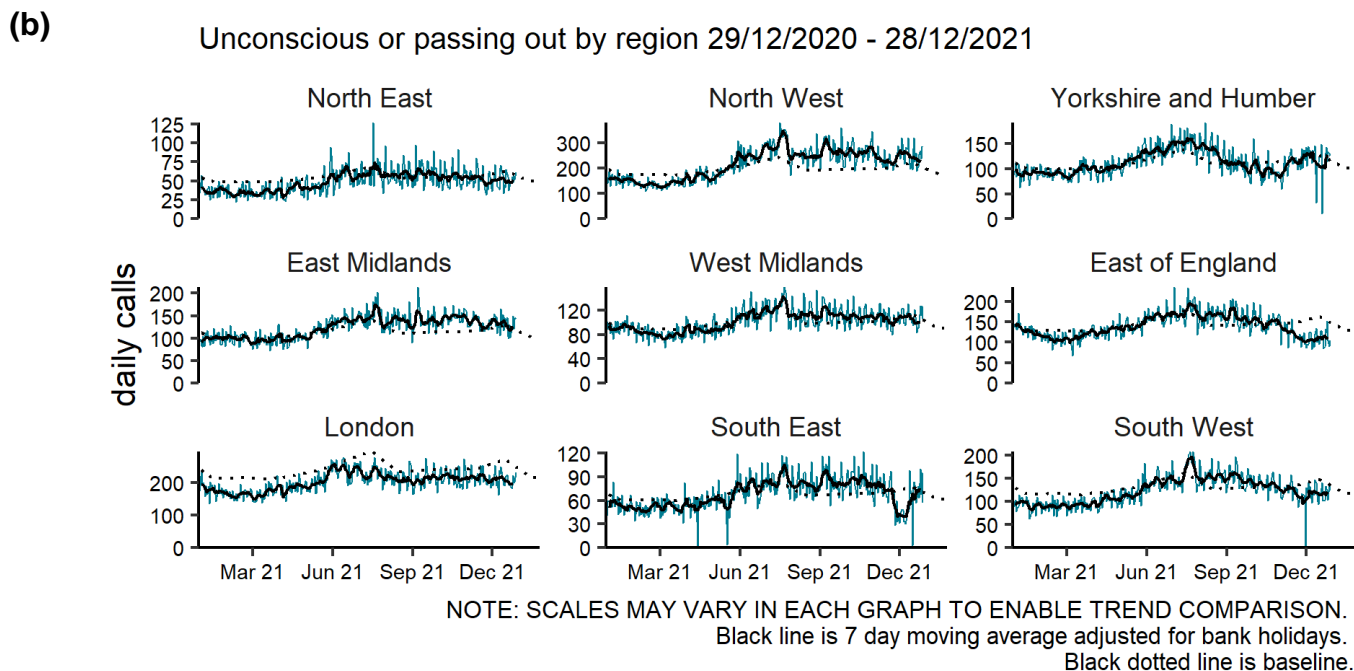 (b)
Unconscious or passing out by region 29/12/2020 - 28/12/2021
North East
North West
Yorkshire and Humber
125
100
75
50
25
0
300
200
100
0
150
100
50
0
East Midlands
West Midlands
East of England
daily calls
200
150
100
50
0
120
80
40
0
200
150
100
50
0
London
South East
South West
200
100
0
120
90
60
30
0
200
150
100
50
0
Mar 21 Jun 21 Sep 21 Dec 21
Mar 21 Jun 21 Sep 21 Dec 21
Mar 21 Jun 21 Sep 21 Dec 21
NOTE: SCALES MAY VARY IN EACH GRAPH TO ENABLE TREND COMPARISON.
Black line is 7 day moving average adjusted for bank holidays.
Black dotted line is baseline.